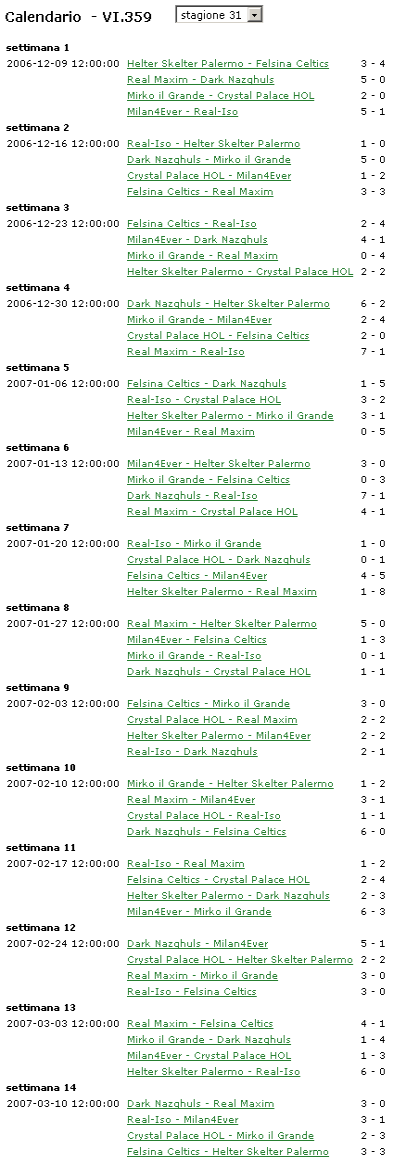 Calendario - VI.359 stagione 31
settimana 1
2006-12-09 12:00:00 Helter Skelter Palermo - Felsina Celtics 3 - 4
Real Maxim - Dark Nazghuls 5 - 0
Mirko il Grande - Crystal Palace HOL 2 - 0
Milan4Ever - Real-Iso 5 - 1
settimana 2
2006-12-16 12:00:00 Real-Iso - Helter Skelter Palermo 1 - 0
Dark Nazghuls - Mirko il Grande 5 - 0
Crystal Palace HOL - Milan4Ever 1 - 2
Felsina Celtics - Real Maxim 3 - 3
settimana 3
2006-12-23 12:00:00 Felsina Celtics - Real-Iso 2 - 4
Milan4Ever - Dark Nazghuls 4 - 1
Mirko il Grande - Real Maxim 0 - 4
Helter Skelter Palermo - Crystal Palace HOL 2 - 2
settimana 4
2006-12-30 12:00:00 Dark Nazghuls - Helter Skelter Palermo 6 - 2
Mirko il Grande - Milan4Ever 2 - 4
Crystal Palace HOL - Felsina Celtics 2 - 0
Real Maxim - Real-Iso 7 - 1
settimana 5
2007-01-06 12:00:00 Felsina Celtics - Dark Nazghuls 1 - 5
Real-Iso - Crystal Palace HOL 3 - 2
Helter Skelter Palermo - Mirko il Grande 3 - 1
Milan4Ever - Real Maxim 0 - 5
settimana 6
2007-01-13 12:00:00 Milan4Ever - Helter Skelter Palermo 3 - 0
Mirko il Grande - Felsina Celtics 0 - 3
Dark Nazghuls - Real-Iso 7 - 1
Real Maxim - Crystal Palace HOL 4 - 1
settimana 7
2007-01-20 12:00:00 Real-Iso - Mirko il Grande 1 - 0
Crystal Palace HOL - Dark Nazghuls 0 - 1
Felsina Celtics - Milan4Ever 4 - 5
Helter Skelter Palermo - Real Maxim 1 - 8
settimana 8
2007-01-27 12:00:00 Real Maxim - Helter Skelter Palermo 5 - 0
Milan4Ever - Felsina Celtics 1 - 3
Mirko il Grande - Real-Iso 0 - 1
Dark Nazghuls - Crystal Palace HOL 1 - 1
settimana 9
2007-02-03 12:00:00 Felsina Celtics - Mirko il Grande 3 - 0
Crystal Palace HOL - Real Maxim 2 - 2
Helter Skelter Palermo - Milan4Ever 2 - 2
Real-Iso - Dark Nazghuls 2 - 1
settimana 10
2007-02-10 12:00:00 Mirko il Grande - Helter Skelter Palermo 1 - 2
Real Maxim - Milan4Ever 3 - 1
Crystal Palace HOL - Real-Iso 1 - 1
Dark Nazghuls - Felsina Celtics 6 - 0
settimana 11
2007-02-17 12:00:00 Real-Iso - Real Maxim 1 - 2
Felsina Celtics - Crystal Palace HOL 2 - 4
Helter Skelter Palermo - Dark Nazghuls 2 - 3
Milan4Ever - Mirko il Grande 6 - 3
settimana 12
2007-02-24 12:00:00 Dark Nazghuls - Milan4Ever 5 - 1
Crystal Palace HOL - Helter Skelter Palermo 2 - 2
Real Maxim - Mirko il Grande 3 - 0
Real-Iso - Felsina Celtics 3 - 0
settimana 13
2007-03-03 12:00:00 Real Maxim - Felsina Celtics 4 - 1
Mirko il Grande - Dark Nazghuls 1 - 4
Milan4Ever - Crystal Palace HOL 1 - 3
Helter Skelter Palermo - Real-Iso 6 - 0
settimana 14
2007-03-10 12:00:00 Dark Nazghuls - Real Maxim 3 - 0
Real-Iso - Milan4Ever 3 - 1
Crystal Palace HOL - Mirko il Grande 2 - 3
Felsina Celtics - Helter Skelter Palermo 3 - 3